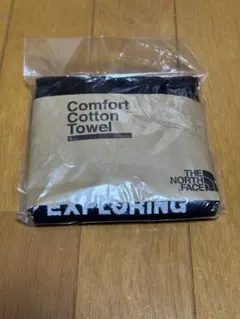 Comfort
Cotton
Towel
THE
NORTH
FACE
EXPLORING